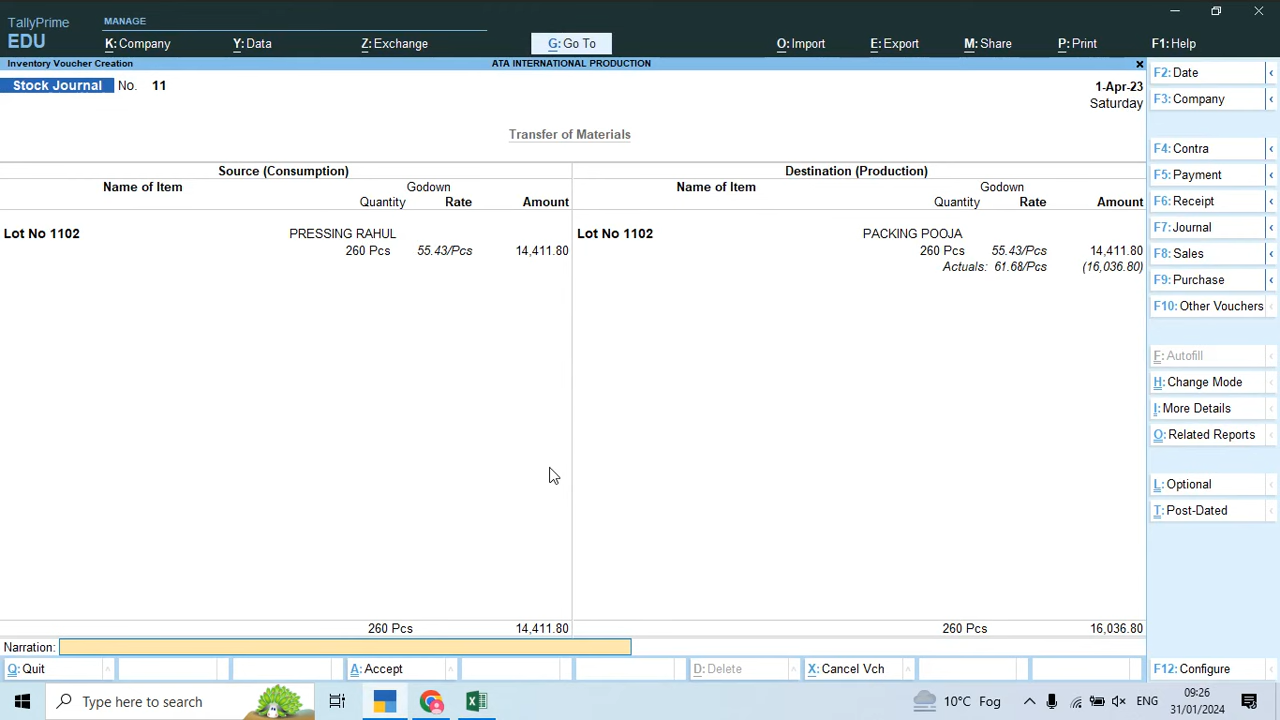 TallyPrime
EDU
MANAGE
K: Company
Y: Data
Z: Exchange
G: Go To
O: Import
E: Export
M: Share
P: Print
F1: Help
Inventory Voucher Creation
ATA INTERNATIONAL PRODUCTION
Stock Journal No. 11
1-Apr-23
Saturday
Transfer of Materials
Source (Consumption)
Name of Item Godown
Quantity Rate Amount
Lot No 1102 PRESSING RAHUL
260 Pcs 55.43/Pcs 14,411.80
260 Pcs 14,411.80
Destination (Production)
Name of Item Godown
Quantity Rate Amount
Lot No 1102 PACKING POOJA
260 Pcs 55.43/Pcs 14,411.80
Actuals: 61.68/Pcs (16,036.80)
260 Pcs 16,036.80
Narration:
Q: Quit
A: Accept
D: Delete
X: Cancel Vch
F2: Date
F3: Company
F4: Contra
F5: Payment
F6: Receipt
F7: Journal
F8: Sales
F9: Purchase
F10: Other Vouchers
F: Autofill
H: Change Mode
I: More Details
O: Related Reports
L: Optional
T: Post-Dated
F12: Configure
Type here to search
10°C Fog
ENG
09:26
31/01/2024